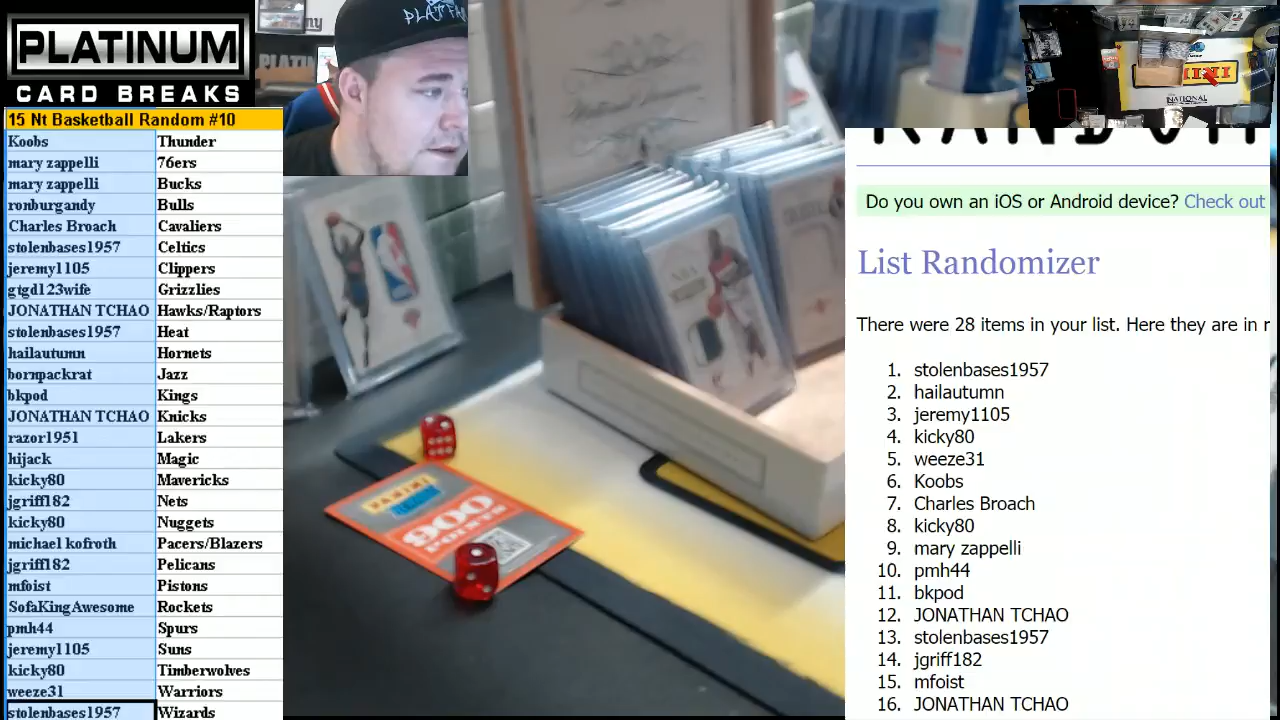 PLATINUM
CARD BREAKS
15 Nt Basketball Random #10
Koobs Thunder
mary zappelli 76ers
mary zappelli Bucks
ronburgandy Bulls
Charles Broach Cavaliers
stolenbases1957 Celtics
jeremy1105 Clippers
gtgd123wife Grizzlies
JONATHAN TCHAO Hawks/Raptors
stolenbases1957 Heat
hailautumn Hornets
bornpackrat Jazz
bkpod Kings
JONATHAN TCHAO Knicks
razor1951 Lakers
hijack Magic
kicky80 Mavericks
jgriff182 Nets
kicky80 Nuggets
michael kofroth Pacers/Blazers
jgriff182 Pelicans
mfoist Pistons
SofaKingAwesome Rockets
pmh44 Spurs
jeremy1105 Suns
kicky80 Timberwolves
weeze31 Warriors
stolenbases1957 Wizards
PANINI
900
POINTS
NBA
NATIONAL
Do you own an iOS or Android device? Check out
List Randomizer
There were 28 items in your list. Here they are in r
1. stolenbases1957
2. hailautumn
3. jeremy1105
4. kicky80
5. weeze31
6. Koobs
7. Charles Broach
8. kicky80
9. mary zappelli
10. pmh44
11. bkpod
12. JONATHAN TCHAO
13. stolenbases1957
14. jgriff182
15. mfoist
16. JONATHAN TCHAO